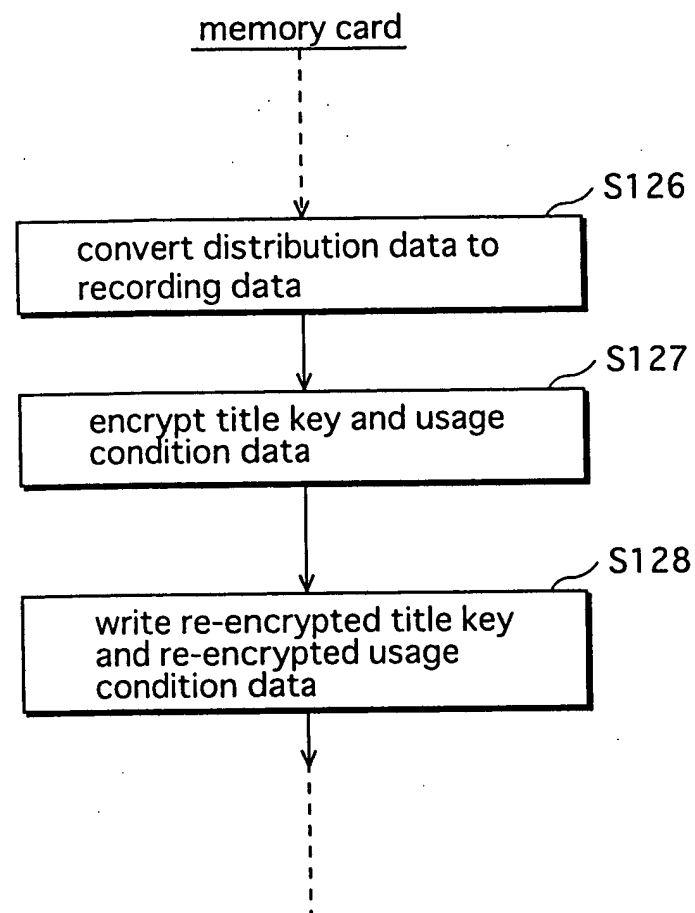 memory card
S126
convert distribution data to
recording data
S127
encrypt title key and usage
condition data
S128
write re-encrypted title key
and re-encrypted usage
condition data